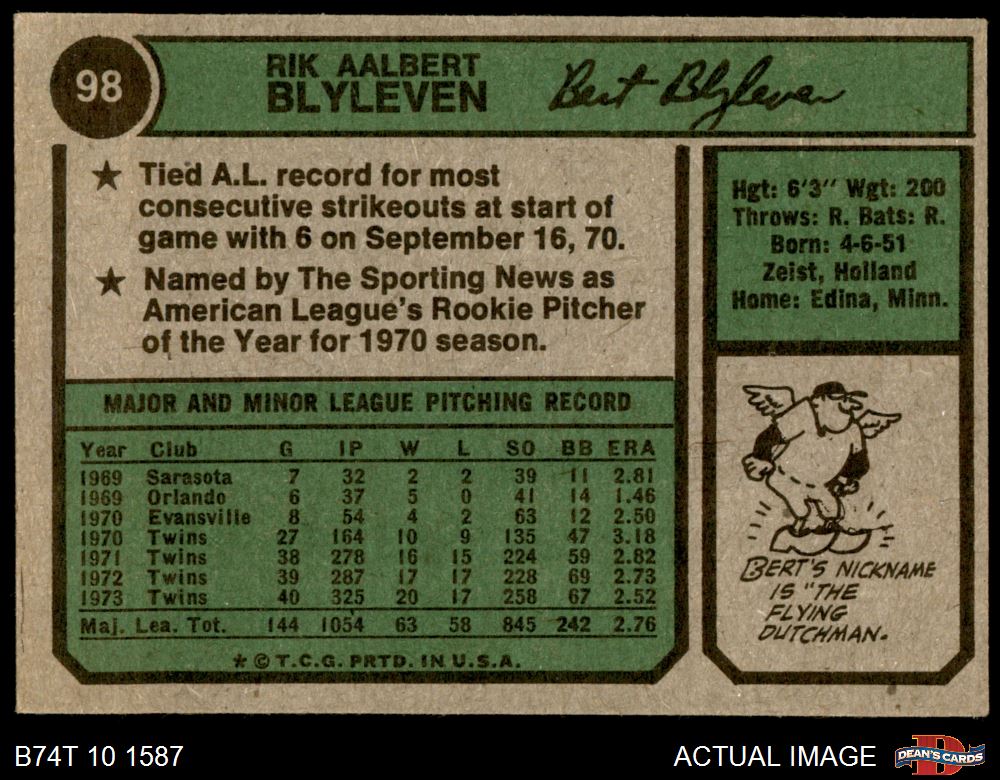 98
RIK AALBERT
BLYLEVEN
Bert Blyleven
★ Tied A.L. record for most
consecutive strikeouts at start of
game with 6 on September 16, 70.
★ Named by The Sporting News as
American League's Rookie Pitcher
of the Year for 1970 season.
Hgt: 6'3" Wgt: 200
Throws: R. Bats: R.
Born: 4-6-51
Zeist, Holland
Home: Edina, Minn.
MAJOR AND MINOR LEAGUE PITCHING RECORD
Year Club G IP W L SO BB ERA
1969 Sarasota 7 32 2 2 39 11 2.81
1969 Orlando 6 37 5 0 41 14 1.46
1970 Evansville 8 54 4 2 63 12 2.50
1970 Twins 27 164 10 9 135 47 3.18
1971 Twins 38 278 16 15 224 59 2.82
1972 Twins 39 287 17 17 228 69 2.73
1973 Twins 40 325 20 17 258 67 2.52
Maj. Lea. Tot. 144 1054 63 58 845 242 2.76
* © T.C.G. PRTD. IN U.S.A.
BERT'S NICKNAME
IS "THE
FLYING
DUTCHMAN.
B74T 10 1587
ACTUAL IMAGE
D
DEAN'S CARDS